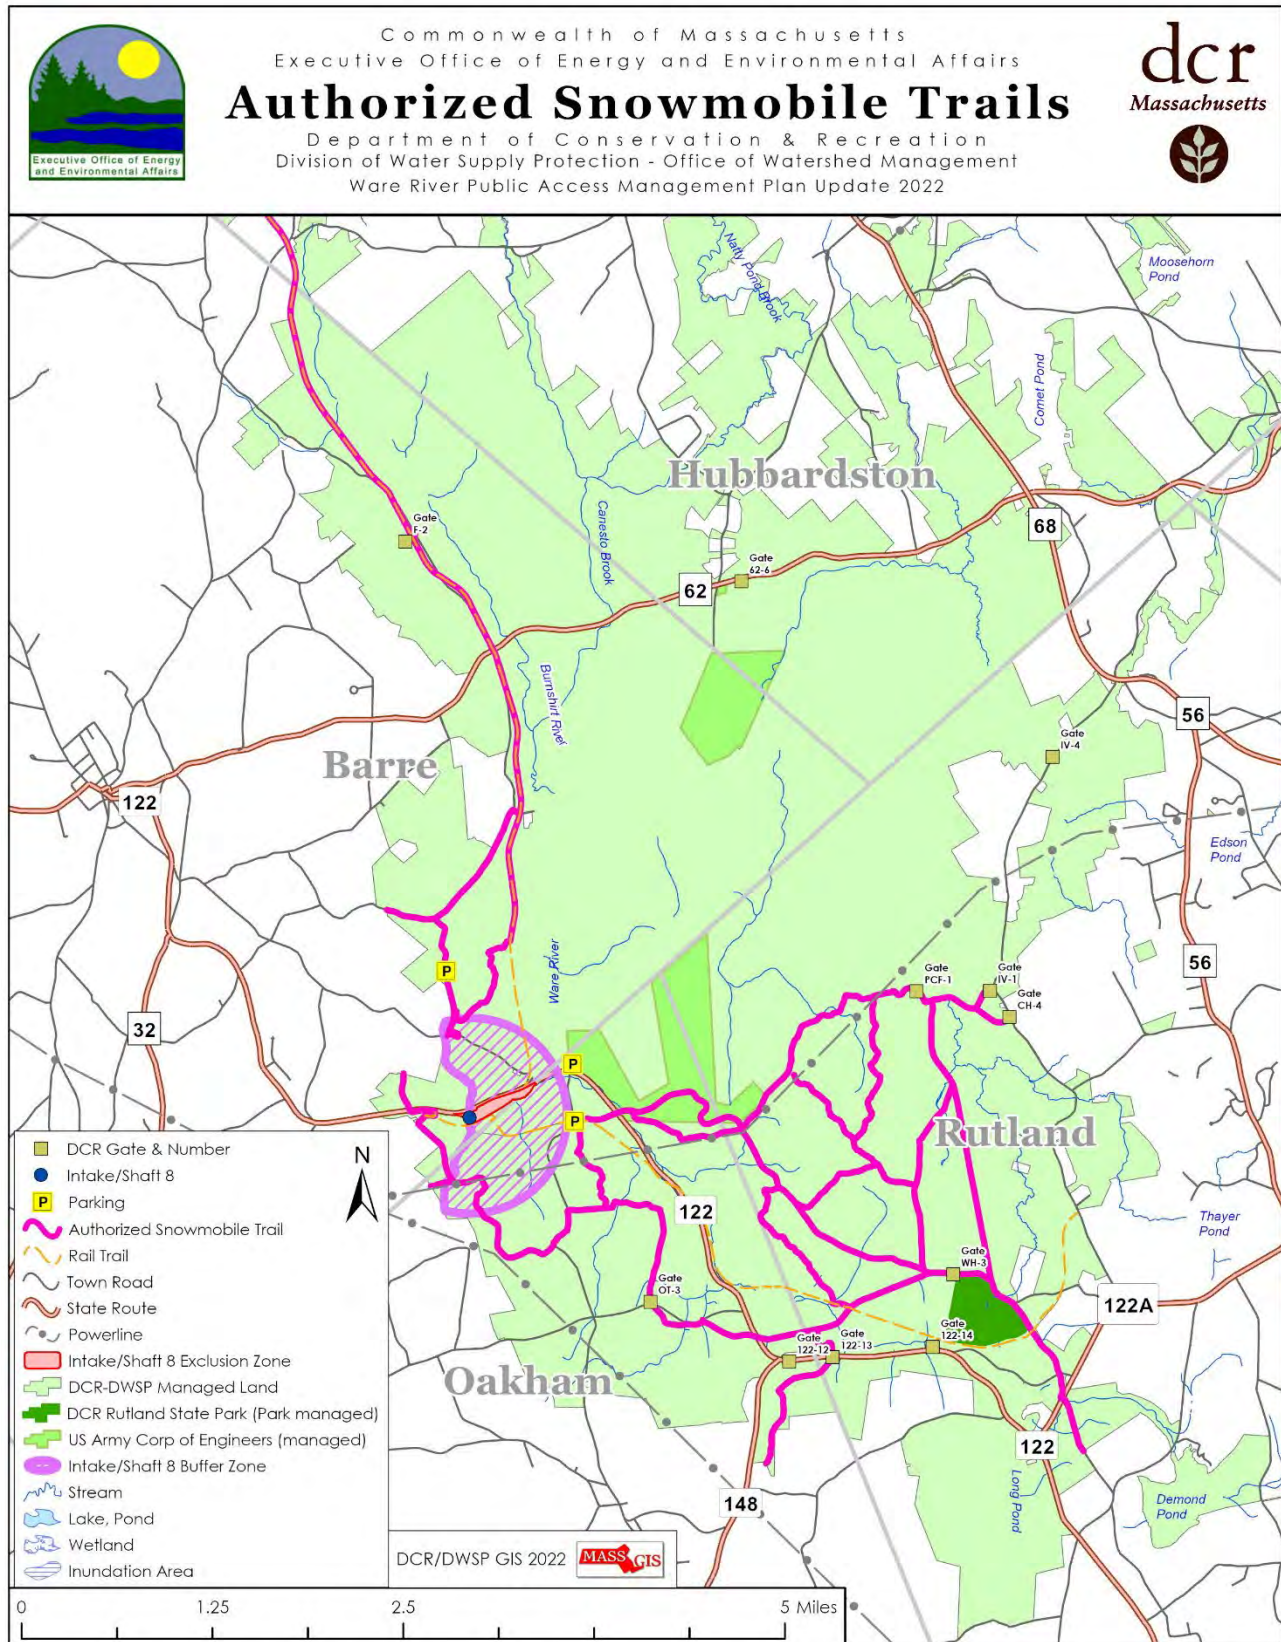 Commonwealth of Massachusetts
Executive Office of Energy and Environmental Affairs
Authorized Snowmobile Trails
Department of Conservation & Recreation
Division of Water Supply Protection - Office of Watershed Management
Ware River Public Access Management Plan Update 2022
Executive Office of Energy
and Environmental Affairs
dcr
Massachusetts
Natty Pond Brook
Moosehorn
Pond
Comet Pond
Hubbardston
Gate
F-2
Canesto Brook
68
Gate
62-6
62
Burnshirt River
56
Gate
IV-4
Barre
122
Edson
Pond
Ware River
56
P
Gate
PCF-1
Gate
IV-1
Gate
CH-4
32
P
P
Rutland
122
Thayer
Pond
Gate
WH-3
Gate
OT-3
122A
Gate
122-12
Gate
122-13
Gate
122-14
Oakham
122
148
Long Pond
Demond
Pond
N
DCR Gate & Number
Intake/Shaft 8
P Parking
Authorized Snowmobile Trail
Rail Trail
Town Road
State Route
Powerline
Intake/Shaft 8 Exclusion Zone
DCR-DWSP Managed Land
DCR Rutland State Park (Park managed)
US Army Corp of Engineers (managed)
Intake/Shaft 8 Buffer Zone
Stream
Lake, Pond
Wetland
Inundation Area
DCR/DWSP GIS 2022
MASS GIS
0 1.25 2.5 5 Miles